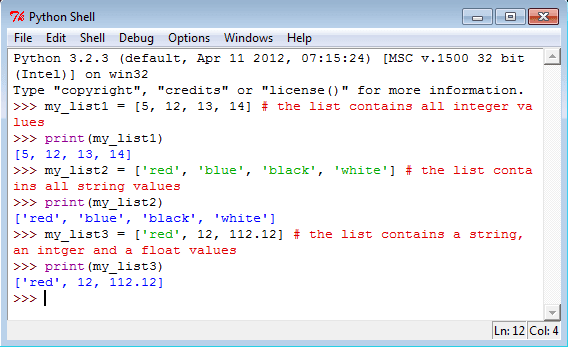 Python Shell
File Edit Shell Debug Options Windows Help
Python 3.2.3 (default, Apr 11 2012, 07:15:24) [MSC v.1500 32 bit
(Intel)] on win32
Type "copyright", "credits" or "license()" for more information.
>>> my_list1 = [5, 12, 13, 14] # the list contains all integer va
lues
>>> print(my_list1)
[5, 12, 13, 14]
>>> my_list2 = ['red', 'blue', 'black', 'white'] # the list conta
ins all string values
>>> print(my_list2)
['red', 'blue', 'black', 'white']
>>> my_list3 = ['red', 12, 112.12] # the list contains a string,
an intger and a float values
>>> print(my_list3)
['red', 12, 112.12]
>>>
Ln: 12 Col: 4